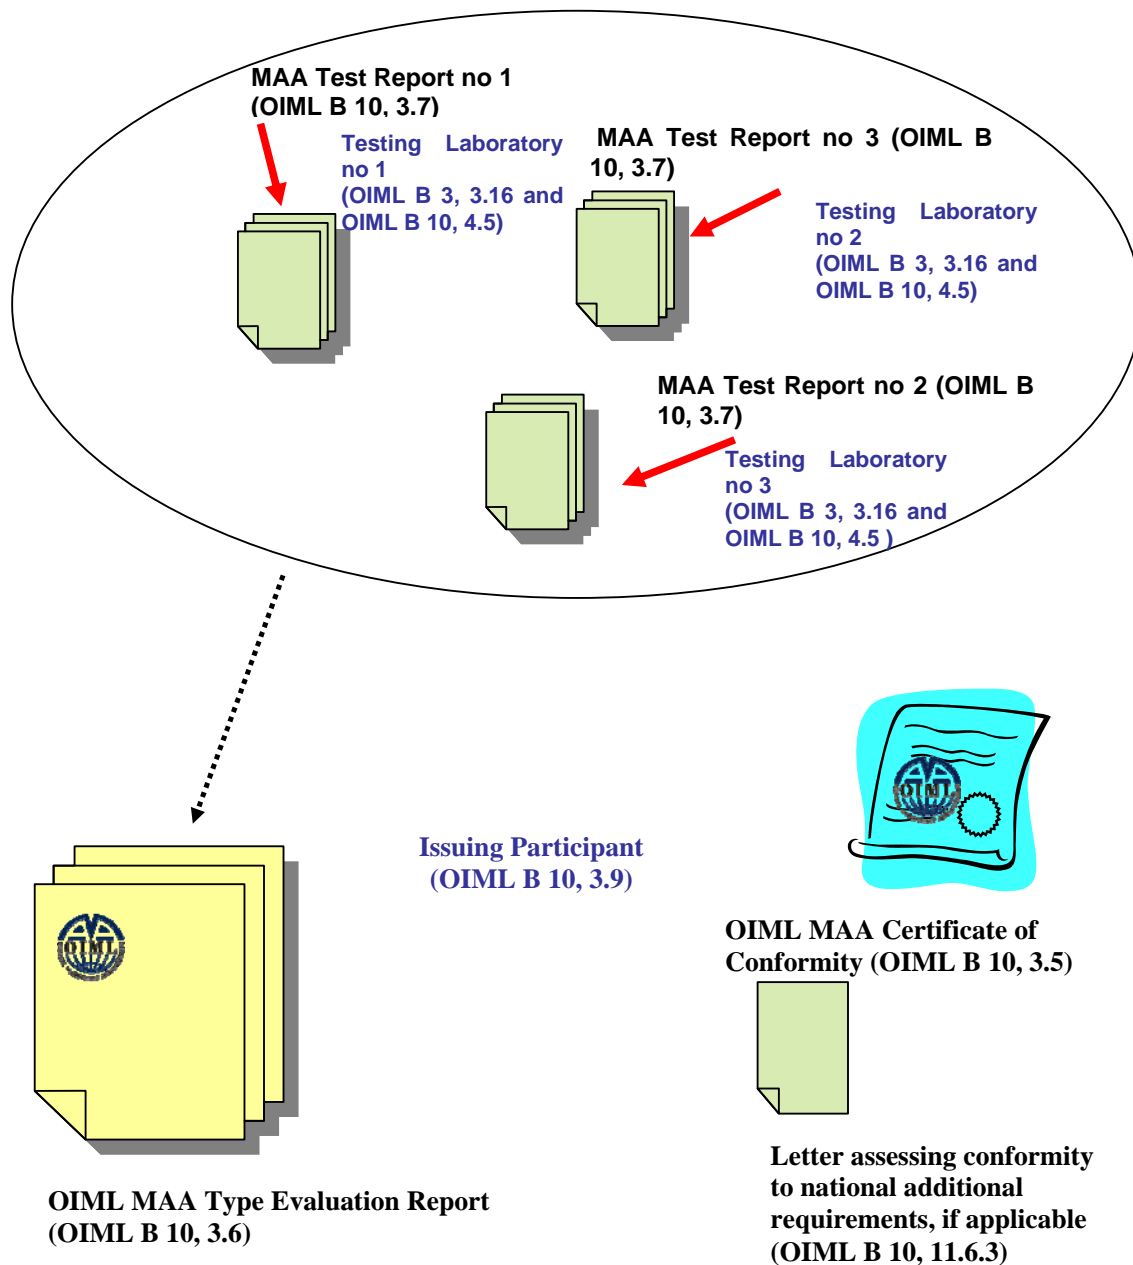 MAA Test Report no 1
(OIML B 10, 3.7)
Testing Laboratory
no 1
(OIML B 3, 3.16 and
OIML B 10, 4.5)
MAA Test Report no 3 (OIML B
10, 3.7)
Testing Laboratory
no 2
(OIML B 3, 3.16 and
OIML B 10, 4.5)
MAA Test Report no 2 (OIML B
10, 3.7)
Testing Laboratory
no 3
(OIML B 3, 3.16 and
OIML B 10, 4.5 )
OIML
Issuing Participant
(OIML B 10, 3.9)
OIML
OIML MAA Certificate of
Conformity (OIML B 10, 3.5)
OIML MAA Type Evaluation Report
(OIML B 10, 3.6)
Letter assessing conformity
to national additional
requirements, if applicable
(OIML B 10, 11.6.3)